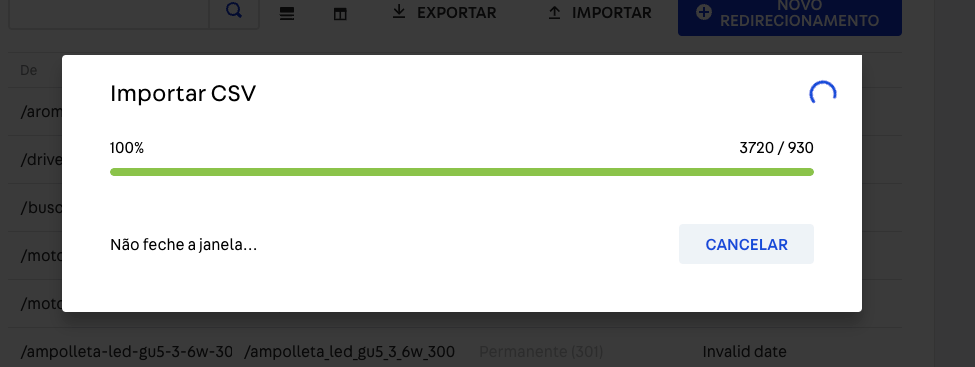 NOVO
EXPORTAR
IMPORTAR
REDIRECIONAMENTO
De
Importar CSV
/arom
100%
3720 / 930
/drive
/busc
Não feche a janela...
CANCELAR
/moto
/moto
/ampolleta-led-gu5-3-6w-30 /ampolleta_led_gu5_3_6w_300 Permanente (301) Invalid date